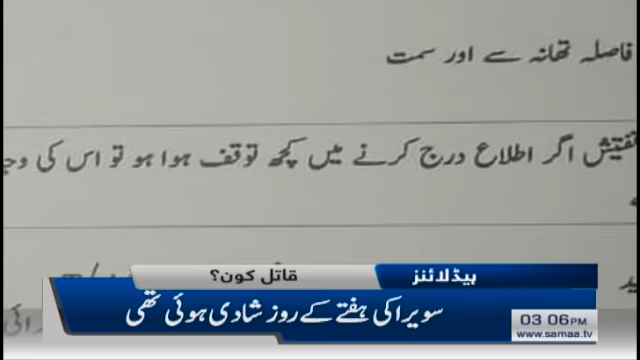 فاصلہ تھانہ سے اور سمت
تفتیش اگر اطلاع درج کرنے میں کچھ توقف ہوا ہو تو اس کی وجہ
ہیڈلائنز
قاتل کون؟
سویرا کی ہفتے کے روز شادی ہوئی تھی
03 06PM
www.samaa.tv